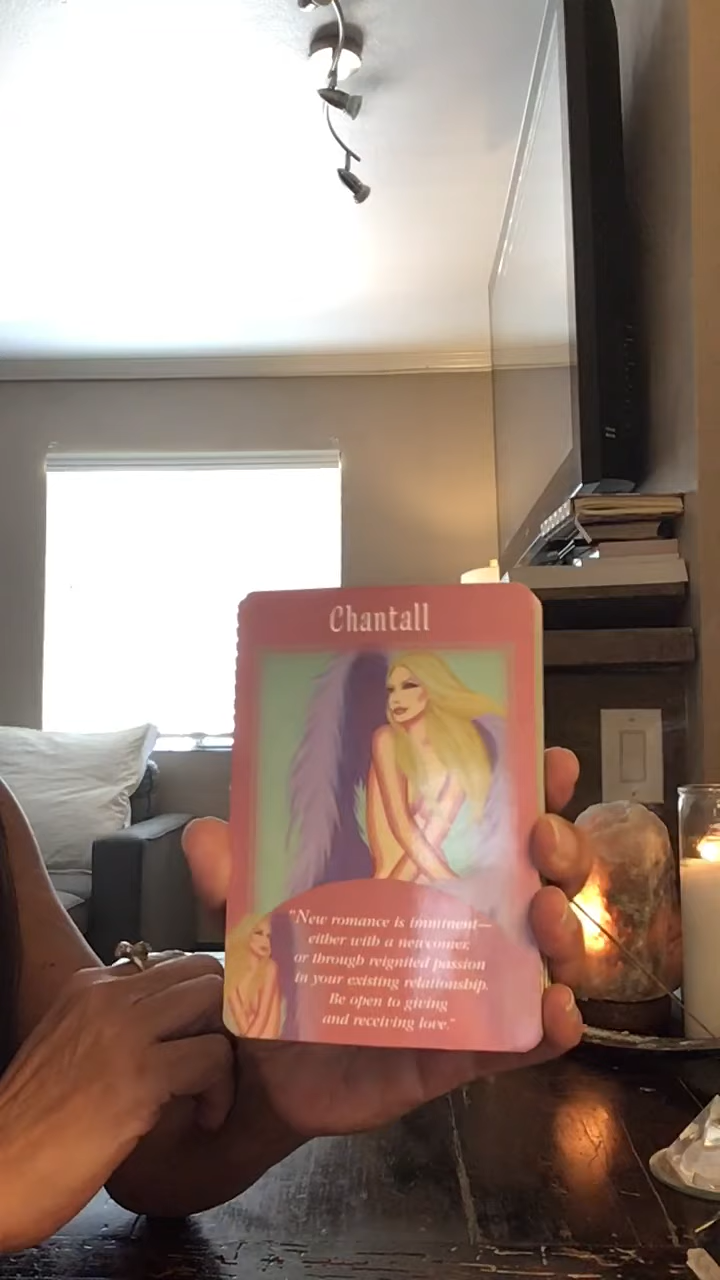 Chantall
"New romance is imminent—
either with a newcomer,
or through reignited passion
in your existing relationship.
Be open to giving
and receiving love."